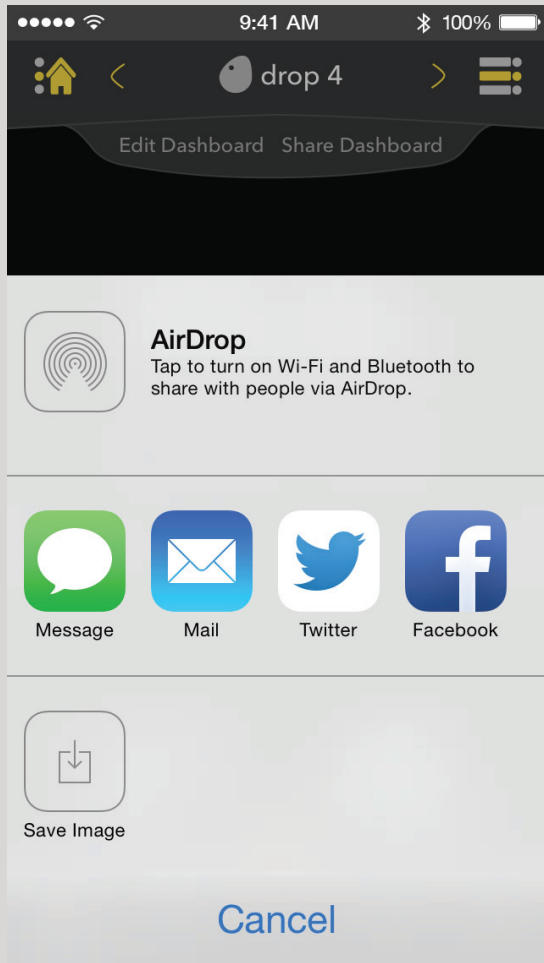 9:41 AM
100%
drop 4
Edit Dashboard Share Dashboard
AirDrop
Tap to turn on Wi-Fi and Bluetooth to
share with people via AirDrop.
Message Mail Twitter Facebook
Save Image
Cancel